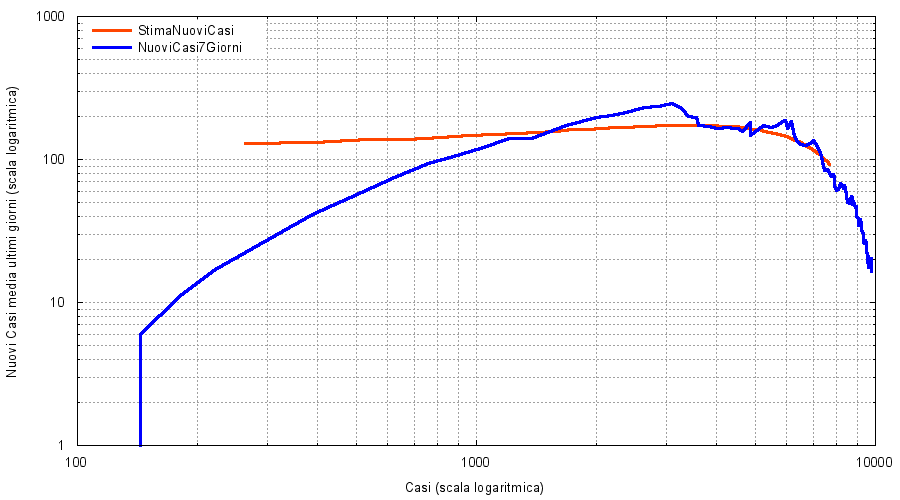 1000
StimaNuoviCasi
NuoviCasi7Giorni
100
10
1
100
1000
10000
Nuovi Casi media ultimi giorni (scala logaritmica)
Casi (scala logaritmica)